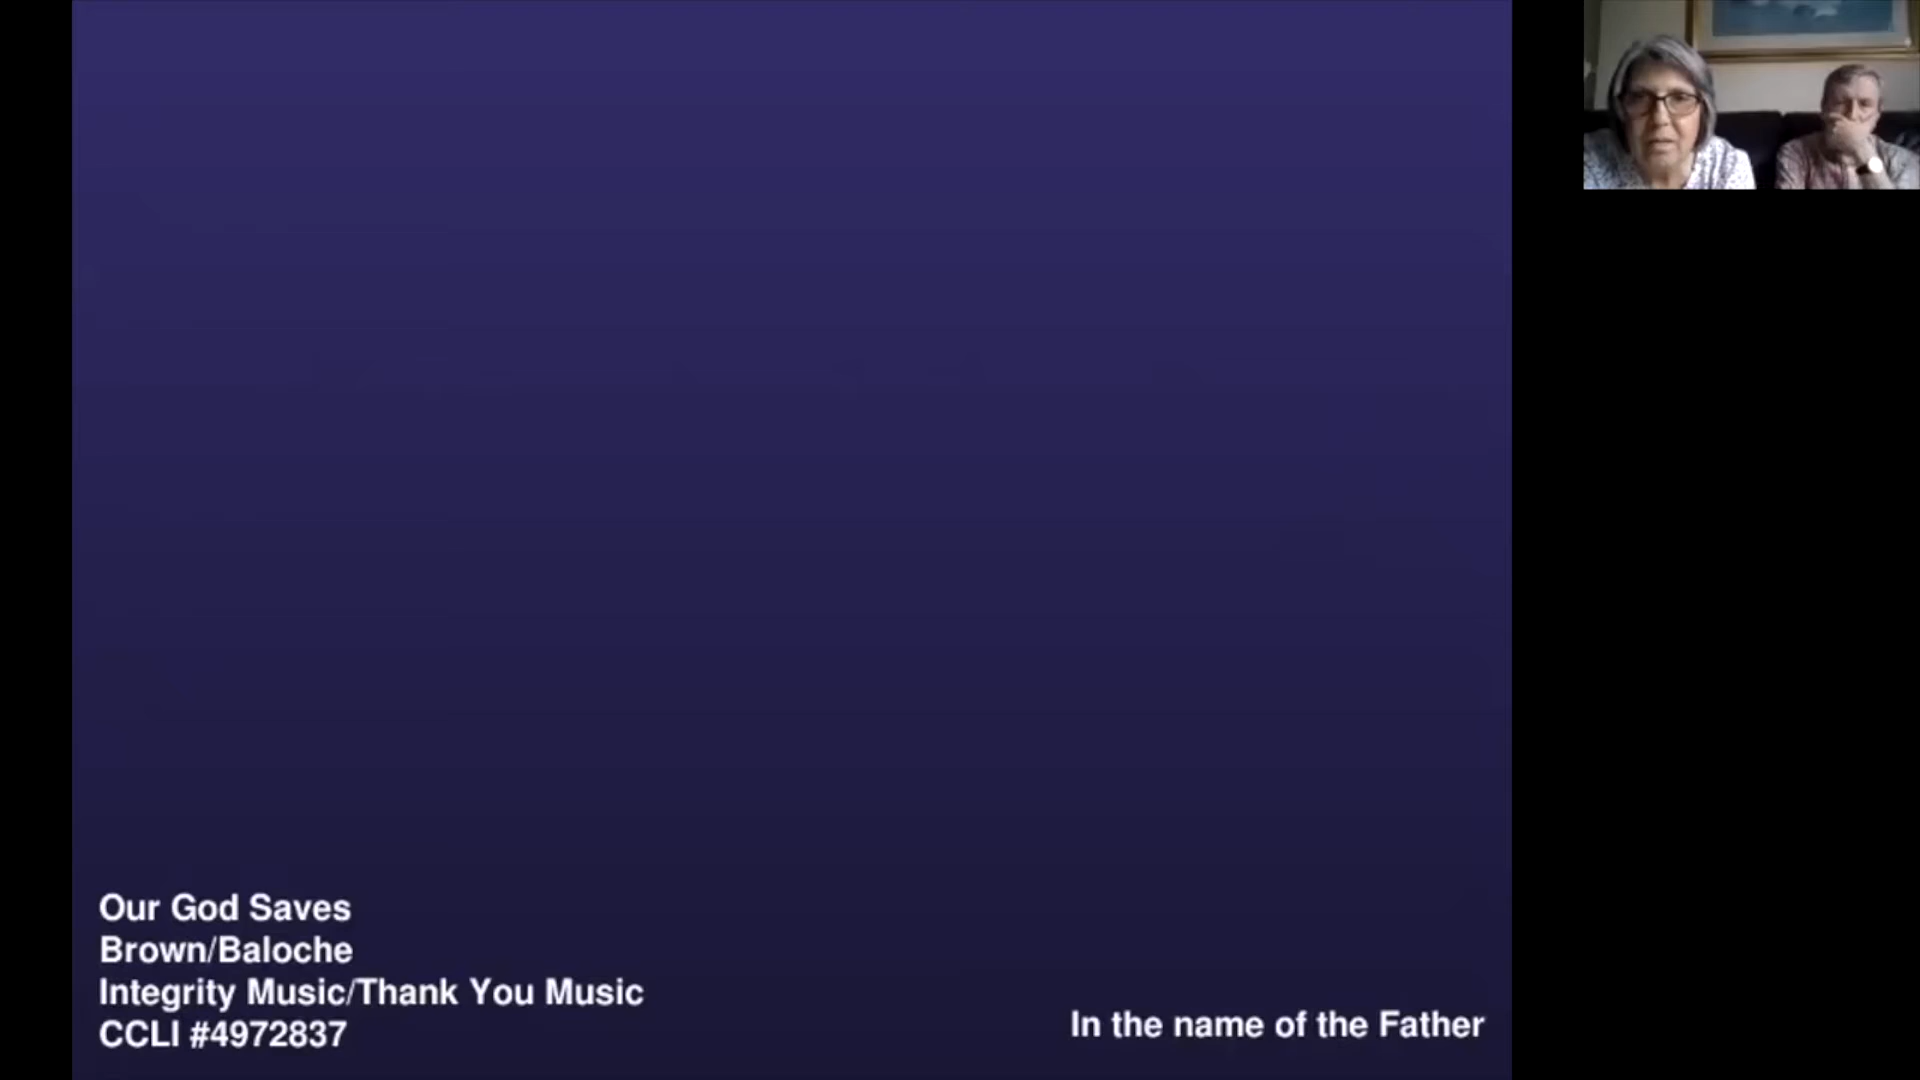 Our God Saves
Brown/Baloche
Integrity Music/Thank You Music
CCLI #4972837
In the name of the Father